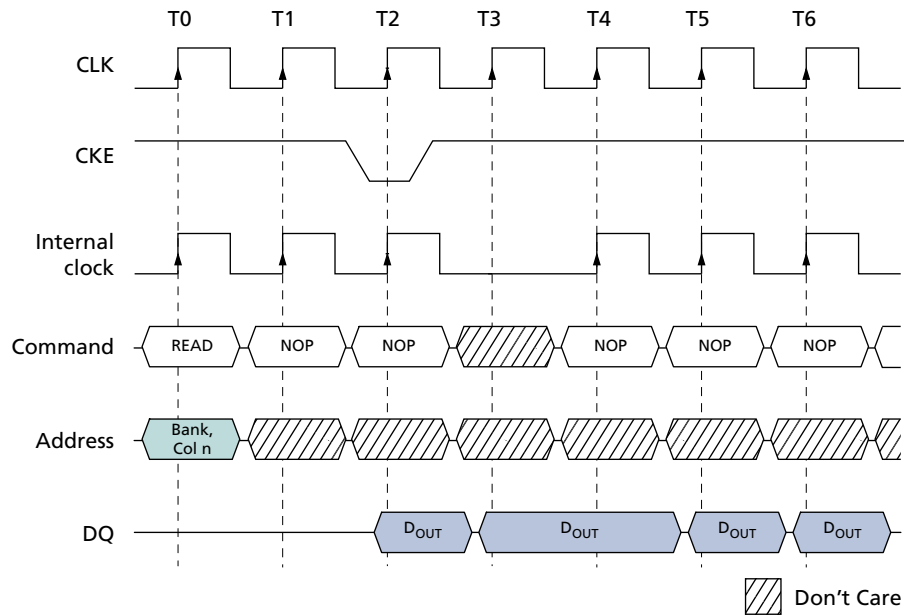 T0 T1 T2 T3 T4 T5 T6
CLK
CKE
Internal
clock
Command READ NOP NOP NOP NOP NOP
Address Bank,
Col n
DQ DOUT DOUT DOUT DOUT
Don't Care